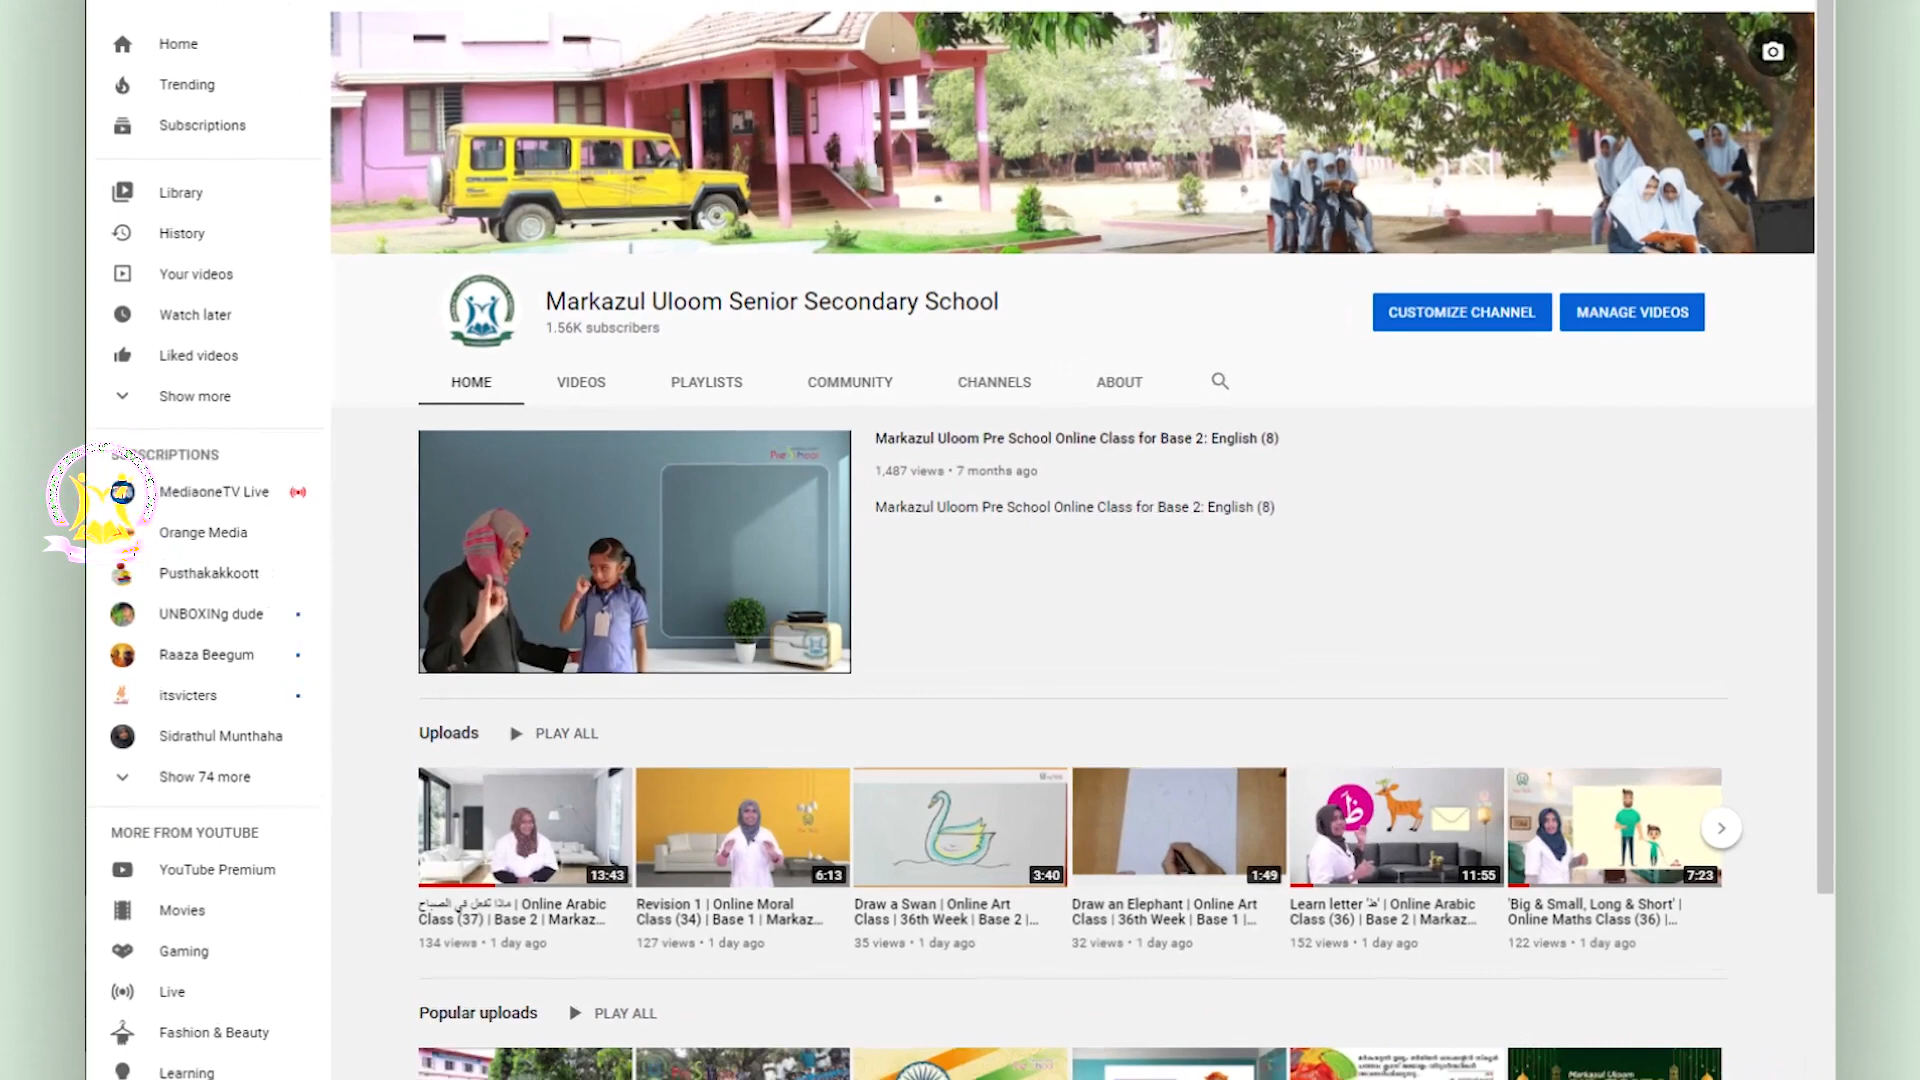 Home
Trending
Subscriptions
Library
History
Your videos
Watch later
Liked videos
Show more
MediaoneTV Live
Orange Media
Pusthakakkoott
UNBOXINg dude
Raaza Beegum
itsvicters
Sidrathul Munthaha
Show 74 more
MORE FROM YOUTUBE
YouTube Premium
Movies
Gaming
Live
Fashion & Beauty
Learning
Markazul Uloom Senior Secondary School
1.56K subscribers
CUSTOMIZE CHANNEL
MANAGE VIDEOS
HOME VIDEOS PLAYLISTS COMMUNITY CHANNELS ABOUT
Markazul Uloom Pre School Online Class for Base 2: English (8)
1,487 views • 7 months ago
Markazul Uloom Pre School Online Class for Base 2: English (8)
Uploads PLAY ALL
13:43
ماذا تفعل في الصباح | Online Arabic
Class (37) | Base 2 | Markaz...
134 views • 1 day ago
6:13
Revision 1 | Online Moral
Class (34) | Base 1 | Markaz...
127 views • 1 day ago
3:40
Draw a Swan | Online Art
Class | 36th Week | Base 2 |...
35 views • 1 day ago
1:49
Draw an Elephant | Online Art
Class | 36th Week | Base 1 |...
32 views • 1 day ago
ظ
11:55
Learn letter 'ظ' | Online Arabic
Class (36) | Base 2 | Markaz...
152 views • 1 day ago
7:23
'Big & Small, Long & Short' |
Online Maths Class (36) |...
122 views • 1 day ago
Popular uploads PLAY ALL
Markazul Uloom